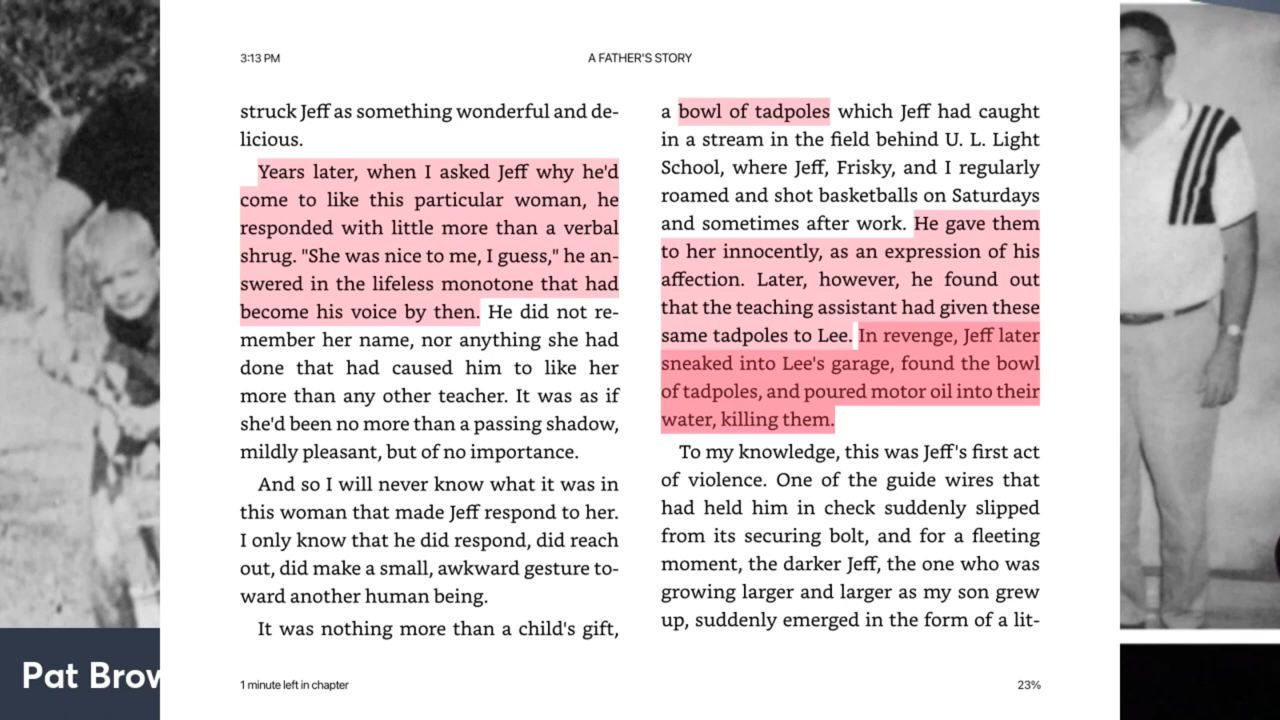 3:13 PM
A FATHER'S STORY
struck Jeff as something wonderful and de-
licious.
Years later, when I asked Jeff why he'd
come to like this particular woman, he
responded with little more than a verbal
shrug. "She was nice to me, I guess," he an-
swered in the lifeless monotone that had
become his voice by then. He did not re-
member her name, nor anything she had
done that had caused him to like her
more than any other teacher. It was as if
she'd been no more than a passing shadow,
mildly pleasant, but of no importance.
And so I will never know what it was in
this woman that made Jeff respond to her.
I only know that he did respond, did reach
out, did make a small, awkward gesture to-
ward another human being.
It was nothing more than a child's gift,
a bowl of tadpoles which Jeff had caught
in a stream in the field behind U. L. Light
School, where Jeff, Frisky, and I regularly
roamed and shot basketballs on Saturdays
and sometimes after work. He gave them
to her innocently, as an expression of his
affection. Later, however, he found out
that the teaching assistant had given these
same tadpoles to Lee. In revenge, Jeff later
sneaked into Lee's garage, found the bowl
of tadpoles, and poured motor oil into their
water, killing them.
To my knowledge, this was Jeff's first act
of violence. One of the guide wires that
had held him in check suddenly slipped
from its securing bolt, and for a fleeting
moment, the darker Jeff, the one who was
growing larger and larger as my son grew
up, suddenly emerged in the form of a lit-
1 minute left in chapter
23%
Pat Brow